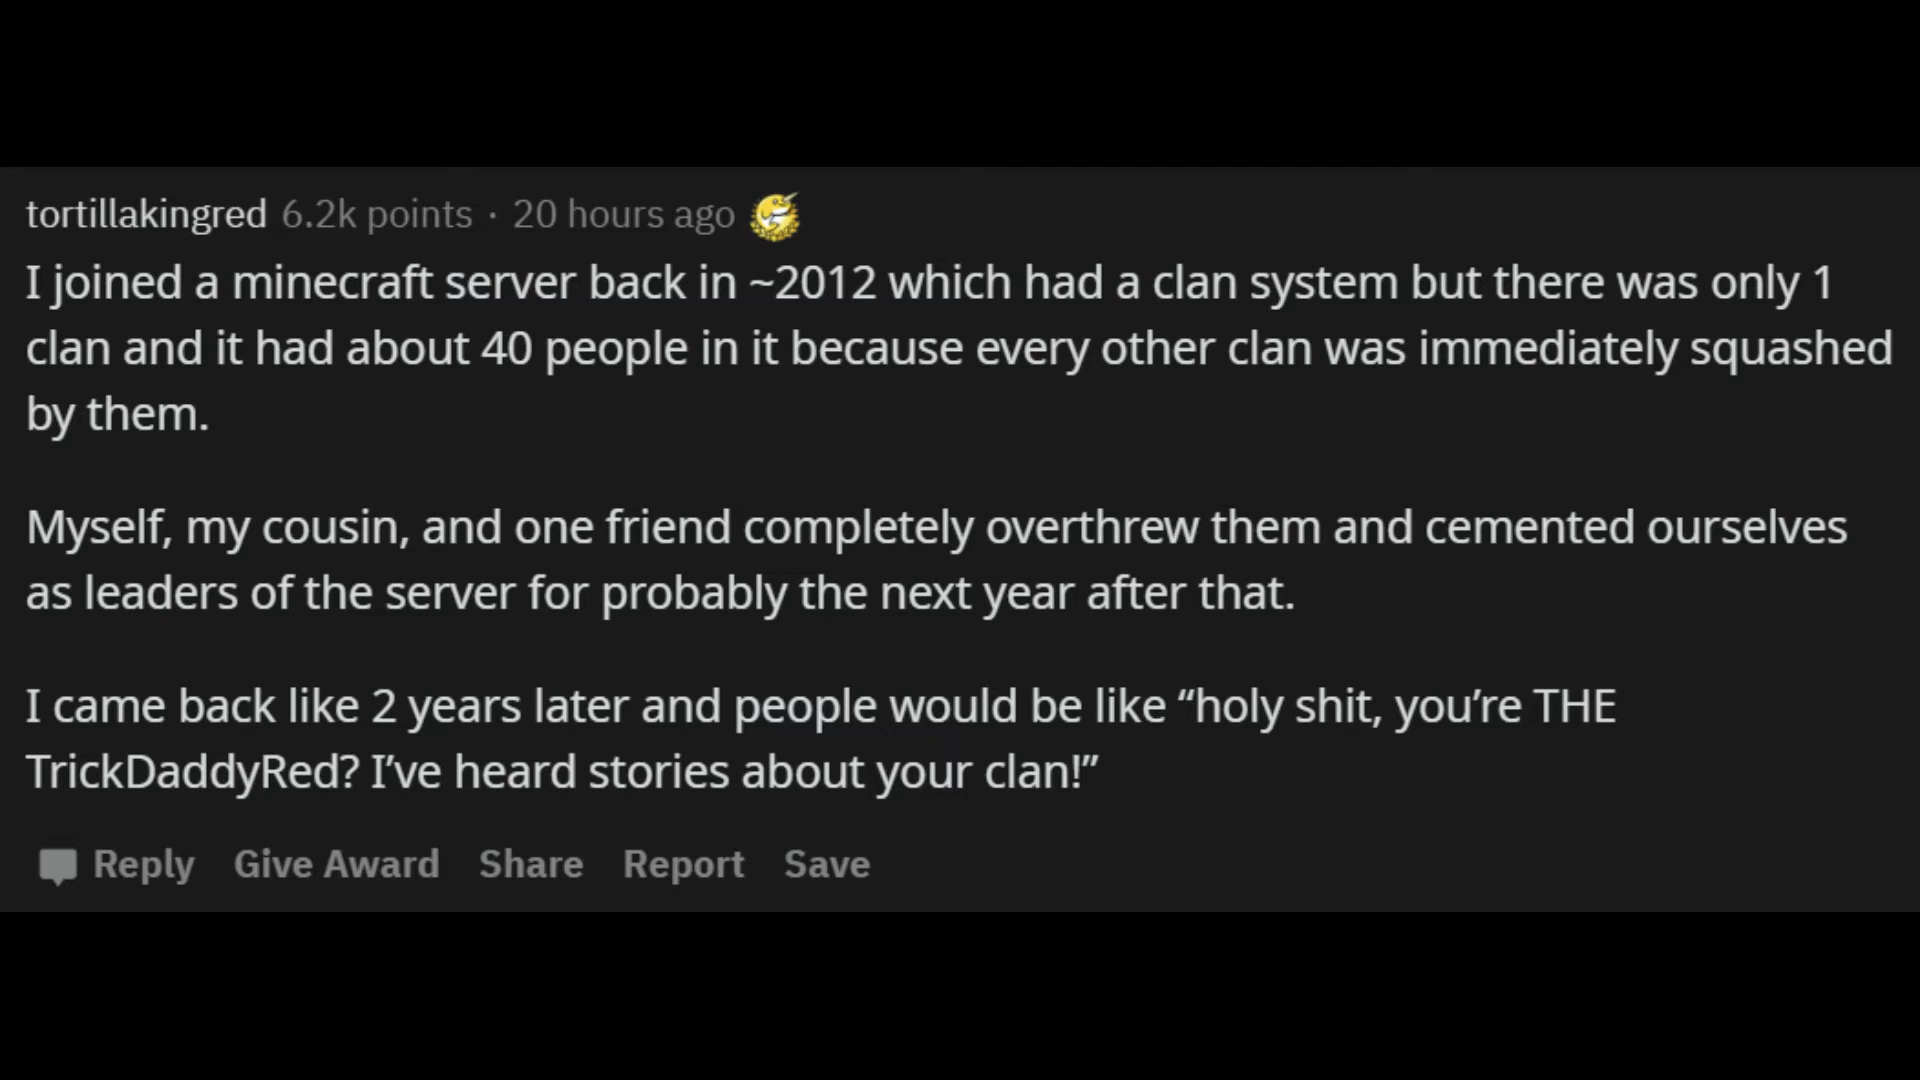 tortillakingred 6.2k points · 20 hours ago
I joined a minecraft server back in ~2012 which had a clan system but there was only 1
clan and it had about 40 people in it because every other clan was immediately squashed
by them.
Myself, my cousin, and one friend completely overthrew them and cemented ourselves
as leaders of the server for probably the next year after that.
I came back like 2 years later and people would be like “holy shit, you’re THE
TrickDaddyRed? I’ve heard stories about your clan!”
Reply Give Award Share Report Save